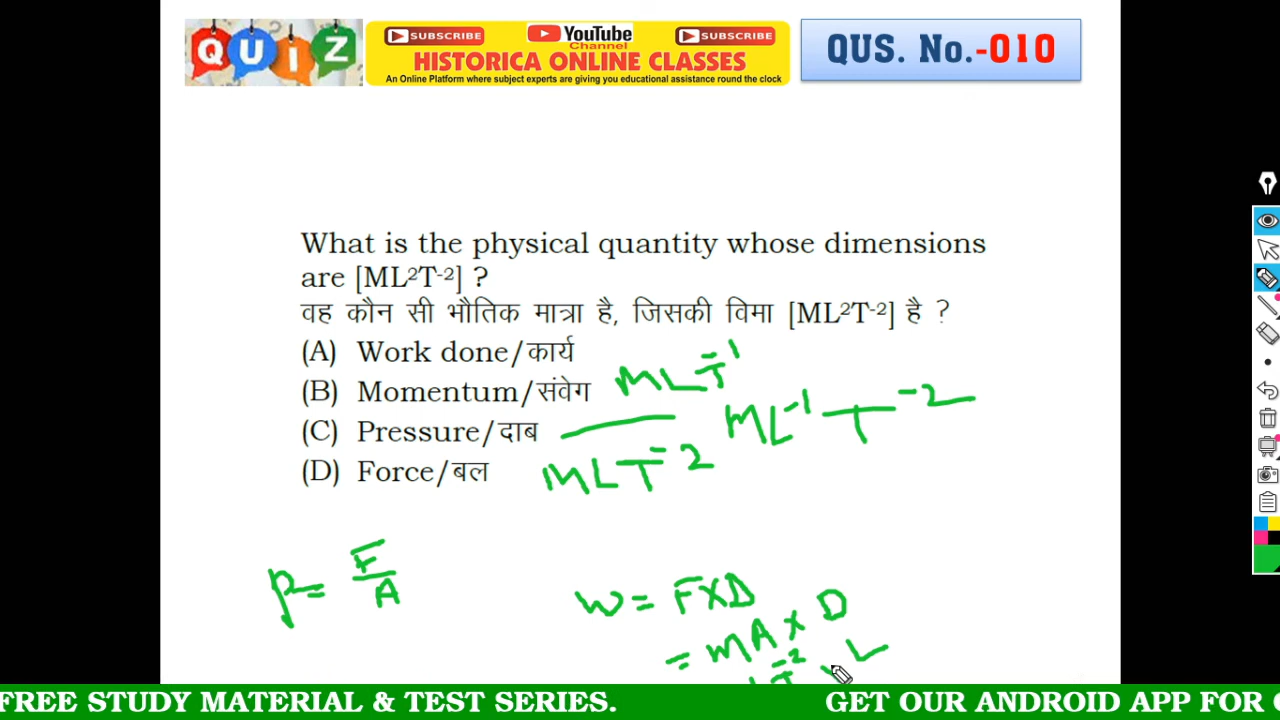 QUIZ
SUBSCRIBE YouTube SUBSCRIBE
Channel
HISTORICA ONLINE CLASSES
An Online Platform where subject experts are giving you educational assistance round the clock
QUS. No.-010
What is the physical quantity whose dimensions
are [ML²T⁻²] ?
वह कौन सी भौतिक मात्रा है, जिसकी विमा [ML²T⁻²] है ?
(A) Work done/कार्य
(B) Momentum/संवेग MLT⁻¹
(C) Pressure/दाब ML⁻¹T⁻²
(D) Force/बल MLT⁻²
P = F/A
W = F×D
= MA × D
T⁻² L
FREE STUDY MATERIAL & TEST SERIES. GET OUR ANDROID APP FOR